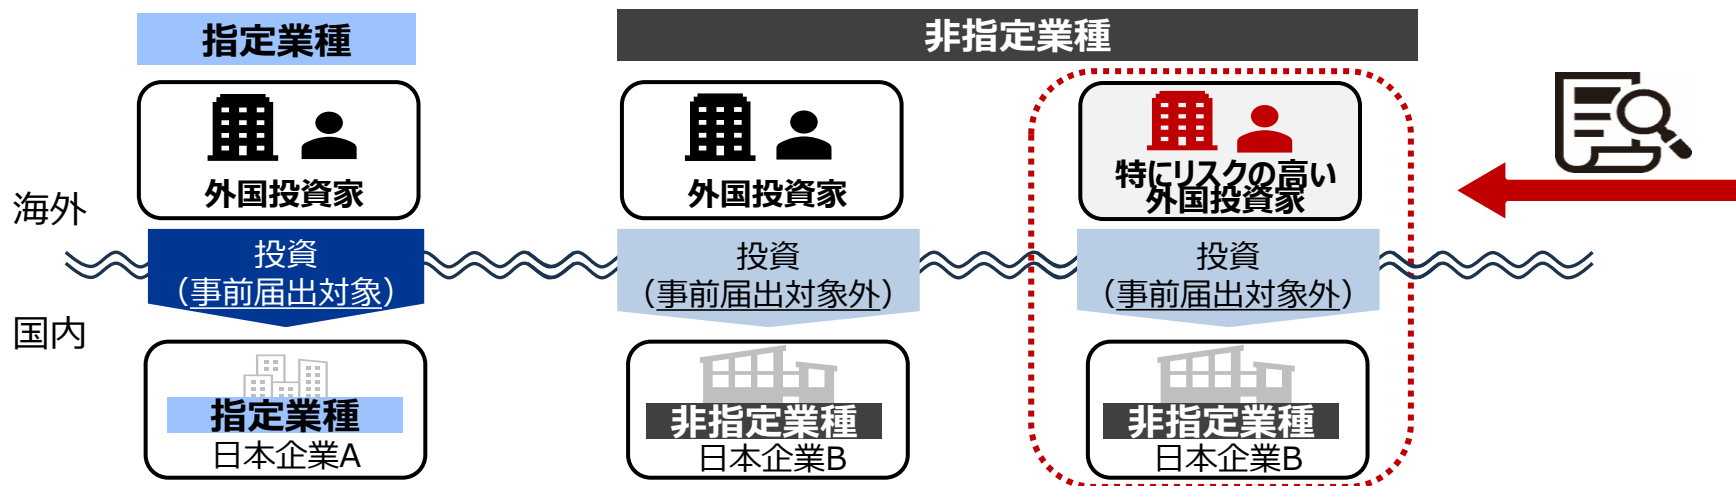 指定業種
非指定業種
外国投資家
外国投資家
特にリスクの高い
外国投資家
海外
投資
（事前届出対象）
投資
（事前届出対象外）
投資
（事前届出対象外）
国内
指定業種
日本企業A
非指定業種
日本企業B
非指定業種
日本企業B